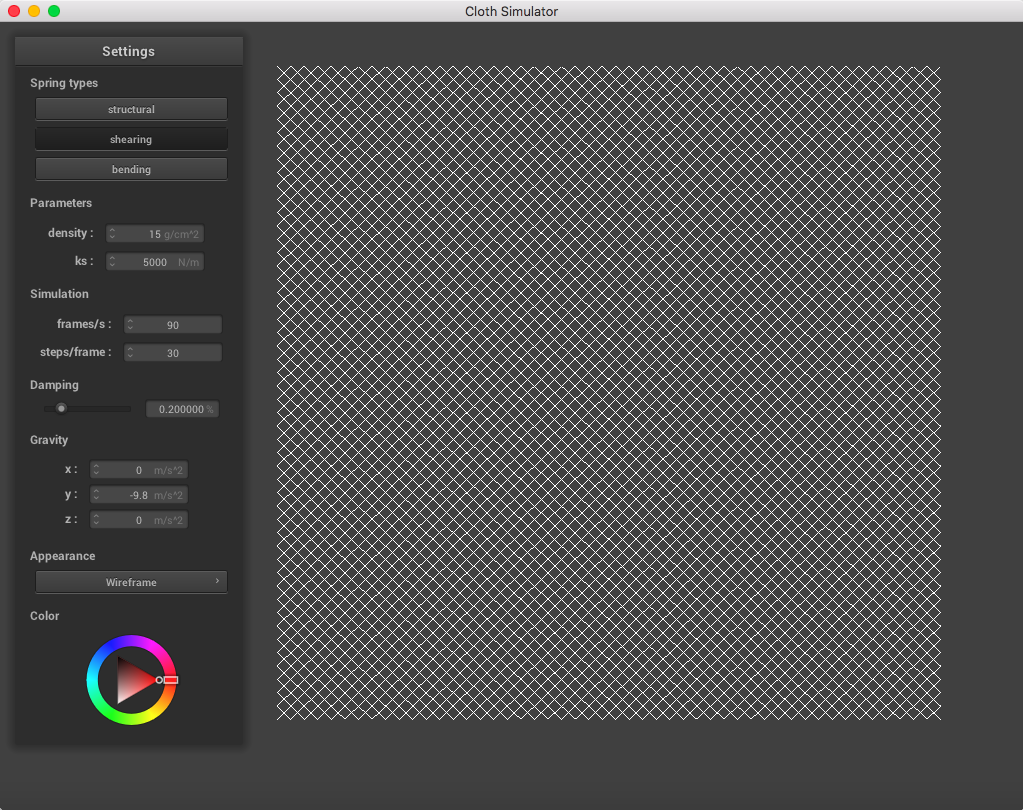 Cloth Simulator
Settings
Spring types
structural
shearing
bending
Parameters
density : 15 g/cm^2
ks : 5000 N/m
Simulation
frames/s : 90
steps/frame : 30
Damping
0.200000 %
Gravity
x : 0 m/s^2
y : -9.8 m/s^2
z : 0 m/s^2
Appearance
Wireframe ›
Color